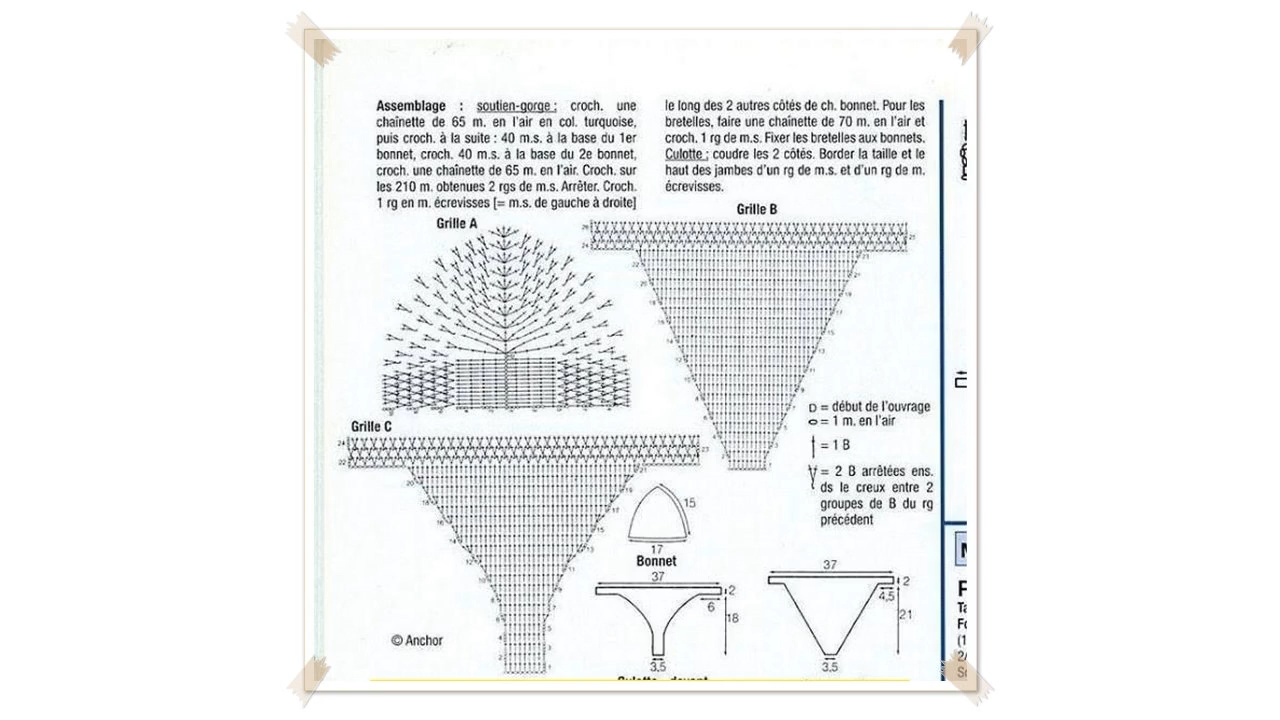 Assemblage : soutien-gorge : croch. une
chaînette de 65 m. en l'air en col. turquoise,
puis croch. à la suite : 40 m.s. à la base du 1er
bonnet, croch. 40 m.s. à la base du 2e bonnet,
croch. une chaînette de 65 m. en l'air. Croch. sur
les 210 m. obtenues 2 rgs de m.s. Arrêter. Croch.
1 rg en m. écrevisses [= m.s. de gauche à droite]
le long des 2 autres côtés de ch. bonnet. Pour les
bretelles, faire une chaînette de 70 m. en l'air et
croch. 1 rg de m.s. Fixer les bretelles aux bonnets.
Culotte : coudre les 2 côtés. Border la taille et le
haut des jambes d'un rg de m.s. et d'un rg de m.
écrevisses.
Grille A
Grille B
= début de l'ouvrage
= 1 m. en l'air
= 1 B
= 2 B arrêtées ens.
ds le creux entre 2
groupes de B du rg
précédent
Grille C
15
17
Bonnet
37
2
6
18
3,5
37
2
4,5
21
3,5
© Anchor